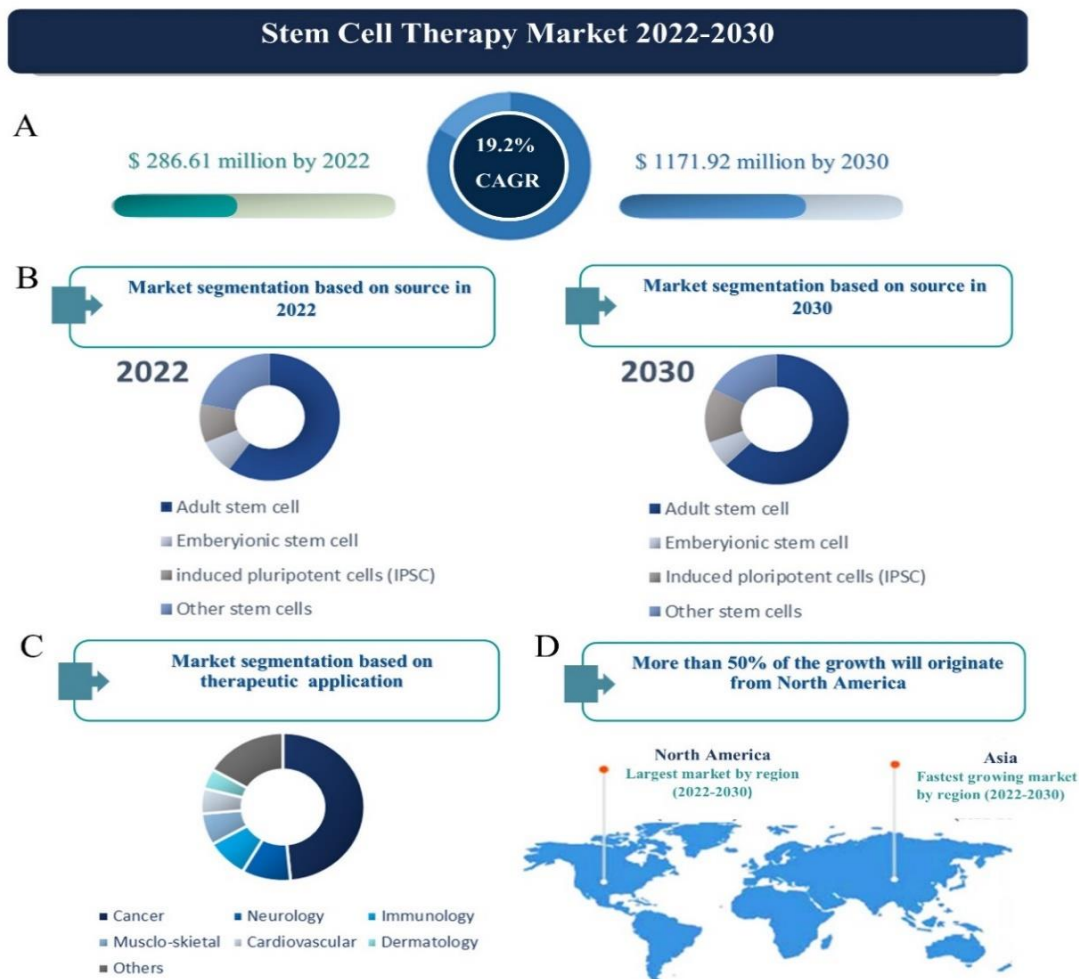 Stem Cell Therapy Market 2022-2030
A
$ 286.61 million by 2022
19.2%
CAGR
$ 1171.92 million by 2030
B
Market segmentation based on source in
2022
Market segmentation based on source in
2030
2022
Adult stem cell
Emberyionic stem cell
induced pluripotent cells (IPSC)
Other stem cells
2030
Adult stem cell
Emberyionic stem cell
Induced ploripotent cells (IPSC)
Other stem cells
C
Market segmentation based on
therapeutic application
Cancer
Neurology
Immunology
Musclo-skietal
Cardiovascular
Dermatology
Others
D
More than 50% of the growth will originate
from North America
North America
Largest market by region
(2022-2030)
Asia
Fastest growing market
by region (2022-2030)